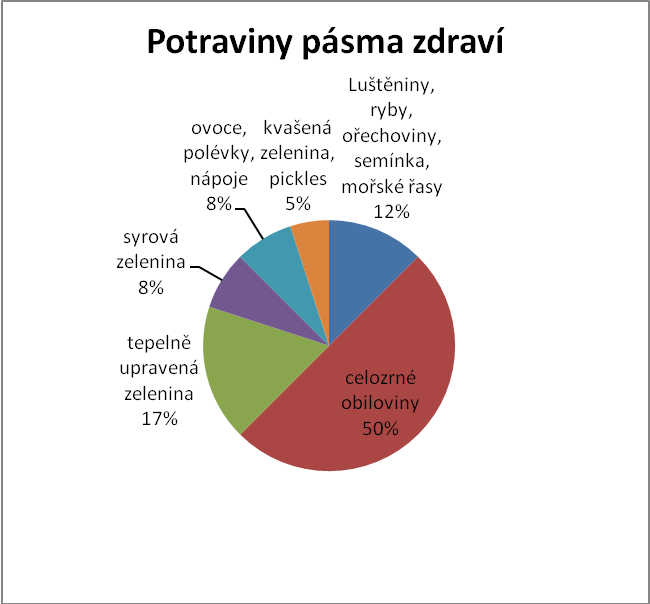 Potraviny pásma zdraví
Luštěniny,
ryby,
ořechoviny,
semínka,
mořské řasy
12%
celozrné
obiloviny
50%
tepelně
upravená
zelenina
17%
syrová
zelenina
8%
ovoce,
polévky,
nápoje
8%
kvašená
zelenina,
pickles
5%